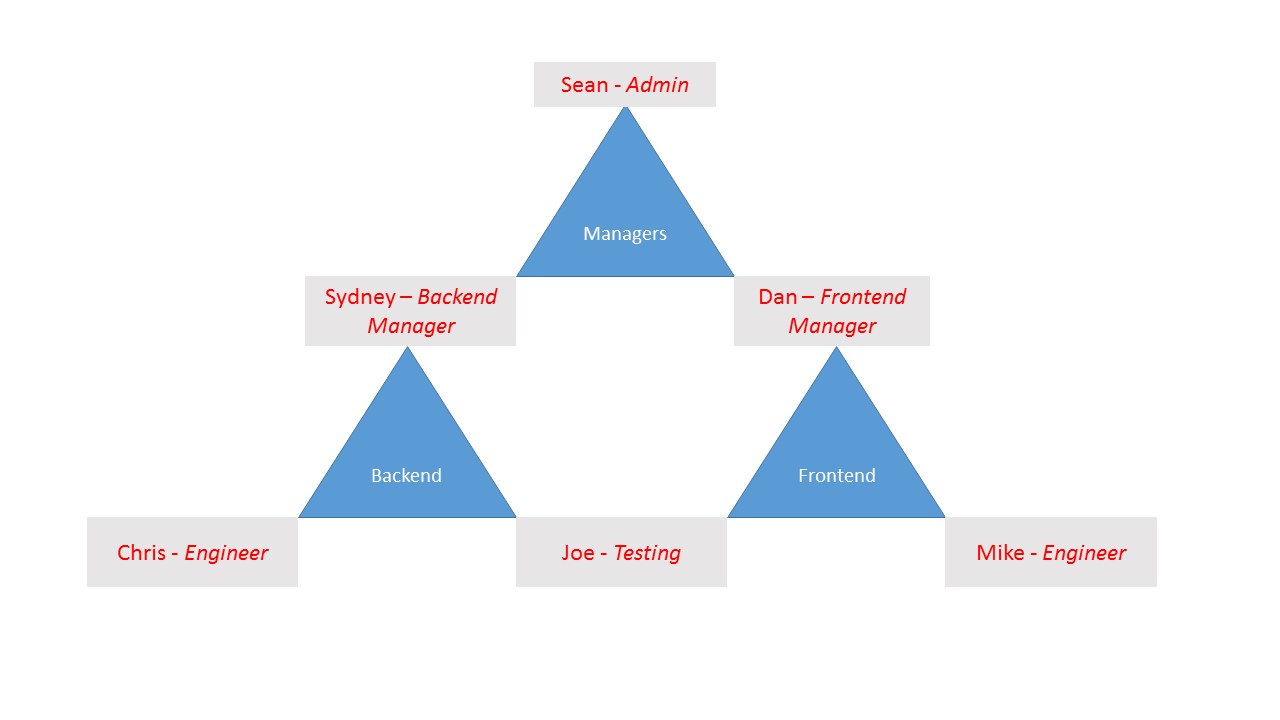 Sean - Admin
Managers
Sydney – Backend
Manager
Dan – Frontend
Manager
Backend
Frontend
Chris - Engineer
Joe - Testing
Mike - Engineer